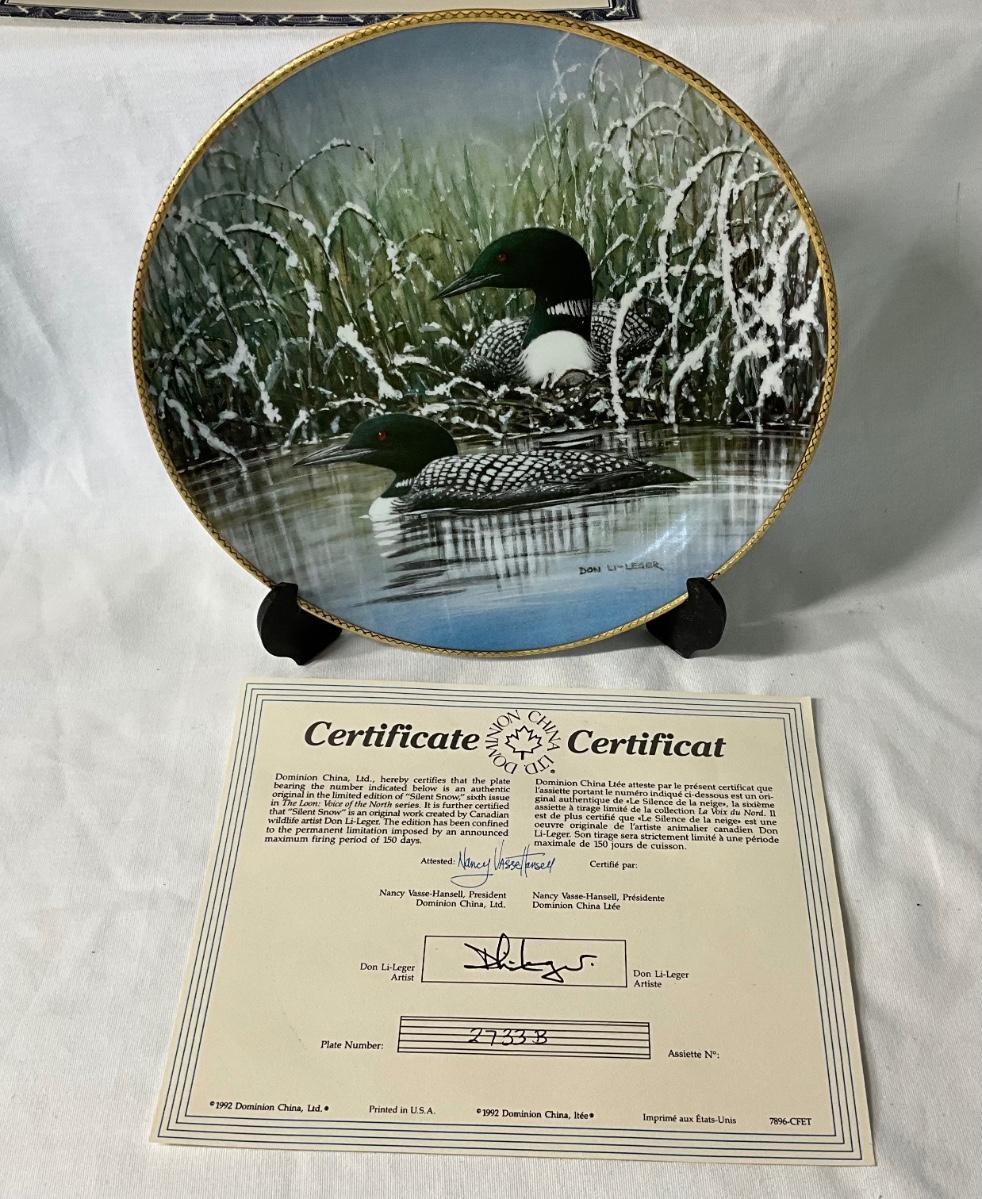 DON LI-LEGER
Certificate
DOMINION CHINA LTD.
Certificat
Dominion China, Ltd., hereby certifies that the plate
bearing the number indicated below is an authentic
original in the limited edition of "Silent Snow," sixth issue
in The Loon: Voice of the North series. It is further certified
that "Silent Snow" is an original work created by Canadian
wildlife artist Don Li-Leger. The edition has been confined
to the permanent limitation imposed by an announced
maximum firing period of 150 days.
Dominion China Ltée atteste par le présent certificat que
l'assiette portant le numéro indiqué ci-dessous est un ori-
ginal authentique de «Le Silence de la neige», la sixième
assiette à tirage limité de la collection La Voix du Nord. Il
est de plus certifié que «Le Silence de la neige» est une
oeuvre originale de l'artiste animalier canadien Don
Li-Leger. Son tirage sera strictement limité à une période
maximale de 150 jours de cuisson.
Attested: Nancy Vasse-Hansell
Certifié par:
Nancy Vasse-Hansell, President
Dominion China, Ltd.
Nancy Vasse-Hansell, Présidente
Dominion China Ltée
Don Li-Leger
Artist
Don Li-Leger
Artiste
Plate Number:
2733B
Assiette N°:
©1992 Dominion China, Ltd.●
Printed in U.S.A.
©1992 Dominion China, ltée●
Imprimé aux États-Unis
7896-CFET